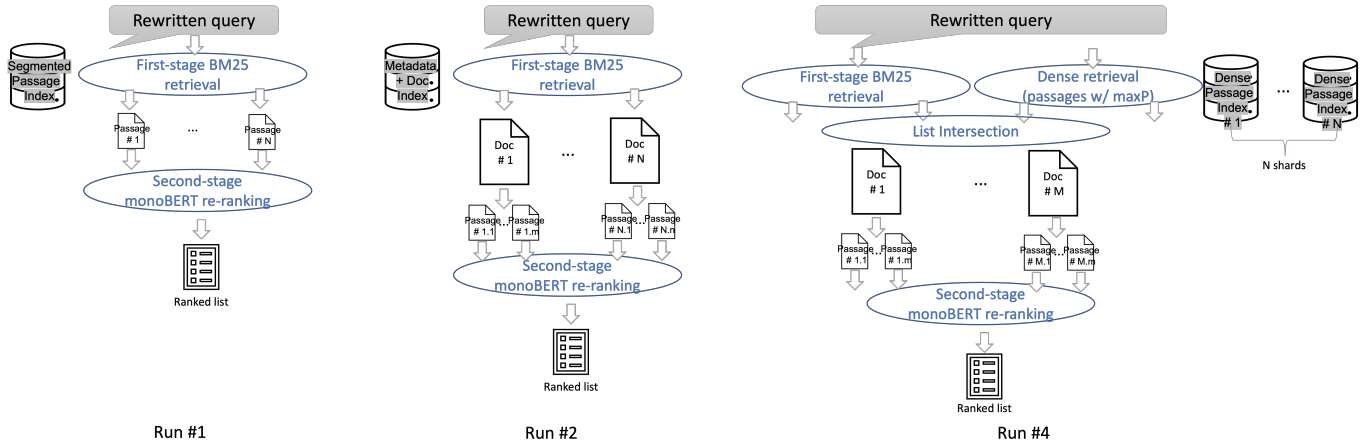 Rewritten query
Segmented
Passage
Index.
First-stage BM25
retrieval
Passage
# 1
...
Passage
# N
Second-stage
monoBERT re-ranking
Ranked list
Run #1
Rewritten query
Metadata
+ Doc.
Index.
First-stage BM25
retrieval
Doc
# 1
...
Doc
# N
Passage
# 1.1
...
Passage
# 1.m
Passage
# N.1
...
Passage
# N.n
Second-stage
monoBERT re-ranking
Ranked list
Run #2
Rewritten query
First-stage BM25
retrieval
Dense retrieval
(passages w/ maxP)
Dense
Passage
Index.
# 1
...
Dense
Passage
Index.
# N
N shards
List Intersection
Doc
# 1
...
Doc
# M
Passage
# 1.1
...
Passage
# 1.m
Passage
# M.1
...
Passage
# M.m
Second-stage
monoBERT re-ranking
Ranked list
Run #4